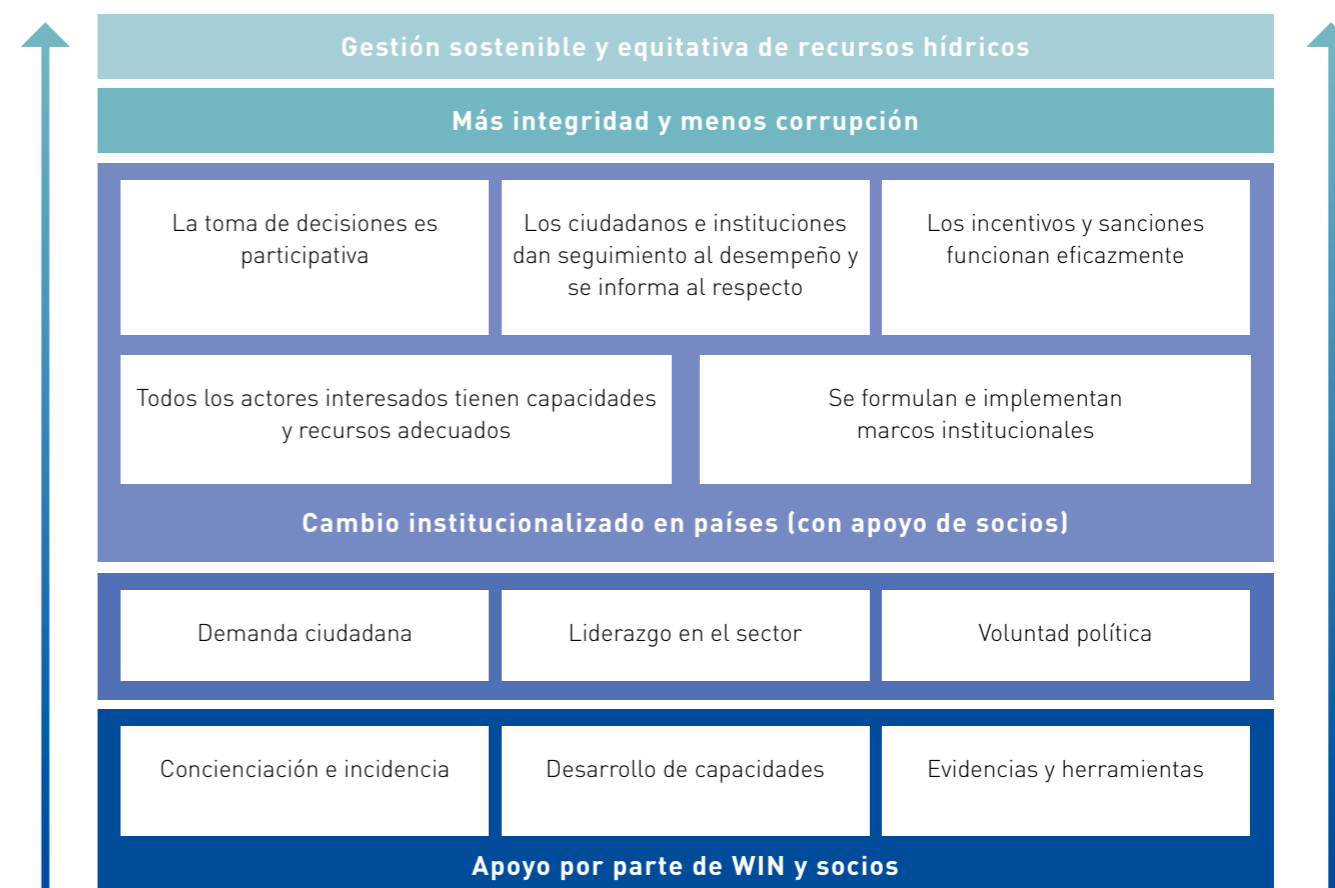 Gestión sostenible y equitativa de recursos hídricos
Más integridad y menos corrupción
La toma de decisiones es
participativa
Los ciudadanos e instituciones
dan seguimiento al desempeño y
se informa al respecto
Los incentivos y sanciones
funcionan eficazmente
Todos los actores interesados tienen capacidades
y recursos adecuados
Se formulan e implementan
marcos institucionales
Cambio institucionalizado en países (con apoyo de socios)
Demanda ciudadana
Liderazgo en el sector
Voluntad política
Concienciación e incidencia
Desarrollo de capacidades
Evidencias y herramientas
Apoyo por parte de WIN y socios